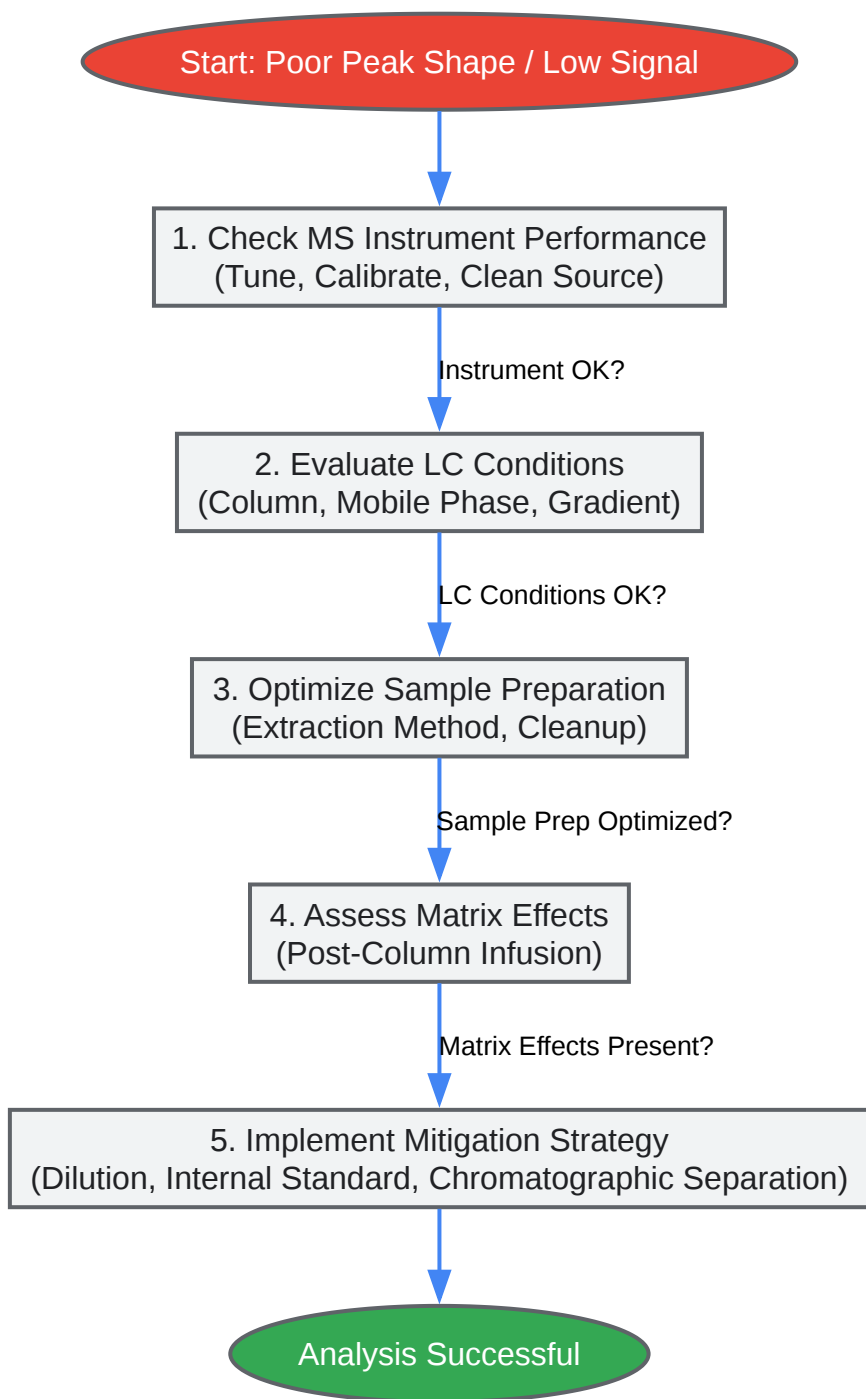 Start: Poor Peak Shape / Low Signal
1. Check MS Instrument Performance
(Tune, Calibrate, Clean Source)
Instrument OK?
2. Evaluate LC Conditions
(Column, Mobile Phase, Gradient)
LC Conditions OK?
3. Optimize Sample Preparation
(Extraction Method, Cleanup)
Sample Prep Optimized?
4. Assess Matrix Effects
(Post-Column Infusion)
Matrix Effects Present?
5. Implement Mitigation Strategy
(Dilution, Internal Standard, Chromatographic Separation)
Analysis Successful